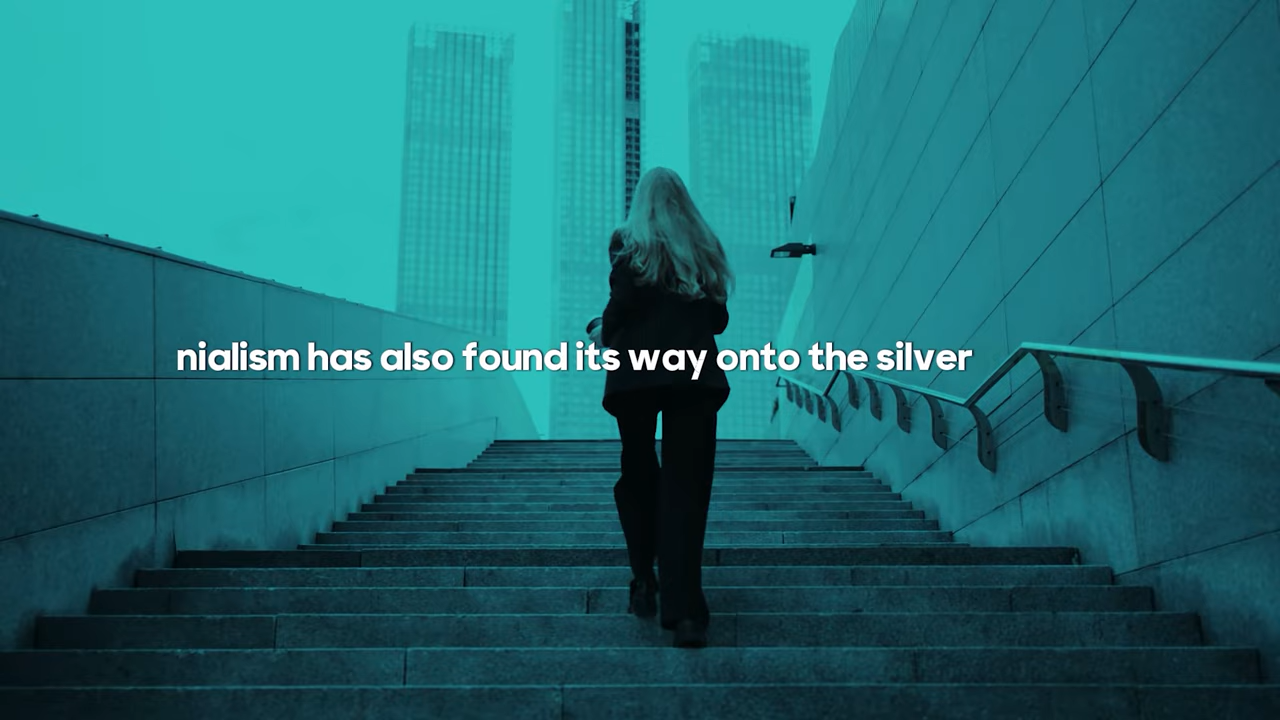 nialism has also found its way onto the silver